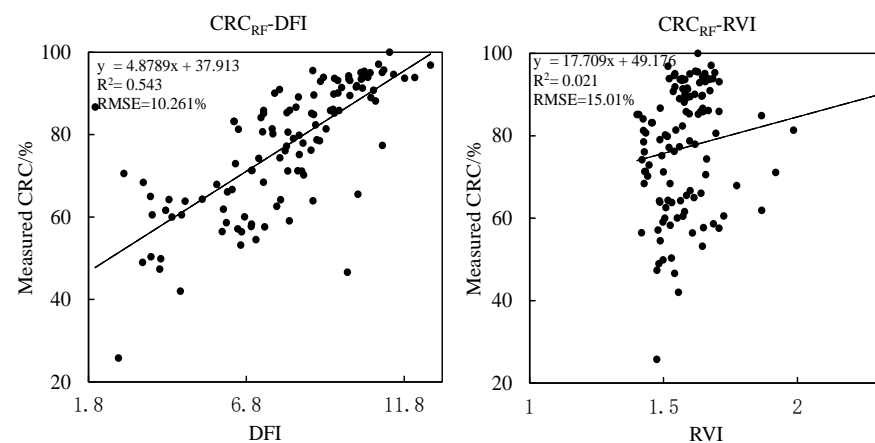 CRC_RF-DFI
y = 4.8789x + 37.913
R²= 0.543
RMSE=10.261%
Measured CRC/%
100
80
60
40
20
1.8 6.8 11.8
DFI
CRC_RF-RVI
y = 17.709x + 49.176
R²= 0.021
RMSE=15.01%
Measured CRC/%
100
80
60
40
20
1 1.5 2
RVI